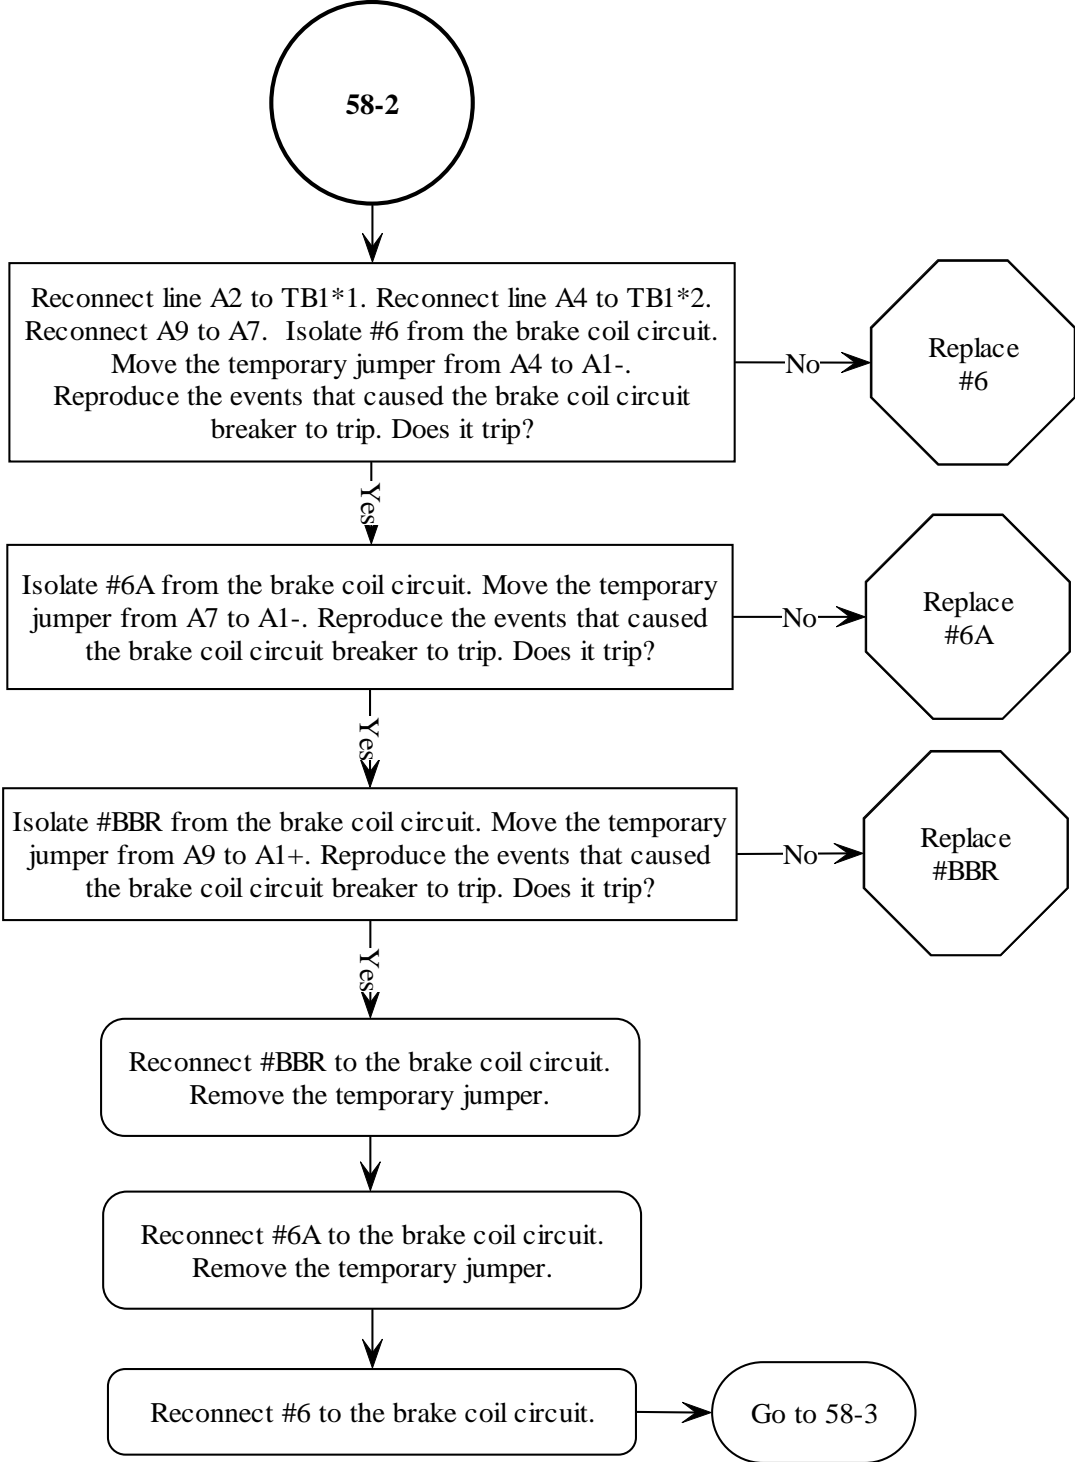 58-2
Reconnect line A2 to TB1*1. Reconnect line A4 to TB1*2.
Reconnect A9 to A7. Isolate #6 from the brake coil circuit.
Move the temporary jumper from A4 to A1-.
Reproduce the events that caused the brake coil circuit
breaker to trip. Does it trip?
No
Replace
#6
Yes
Isolate #6A from the brake coil circuit. Move the temporary
jumper from A7 to A1-. Reproduce the events that caused
the brake coil circuit breaker to trip. Does it trip?
No
Replace
#6A
Yes
Isolate #BBR from the brake coil circuit. Move the temporary
jumper from A9 to A1+. Reproduce the events that caused
the brake coil circuit breaker to trip. Does it trip?
No
Replace
#BBR
Yes
Reconnect #BBR to the brake coil circuit.
Remove the temporary jumper.
Reconnect #6A to the brake coil circuit.
Remove the temporary jumper.
Reconnect #6 to the brake coil circuit.
Go to 58-3